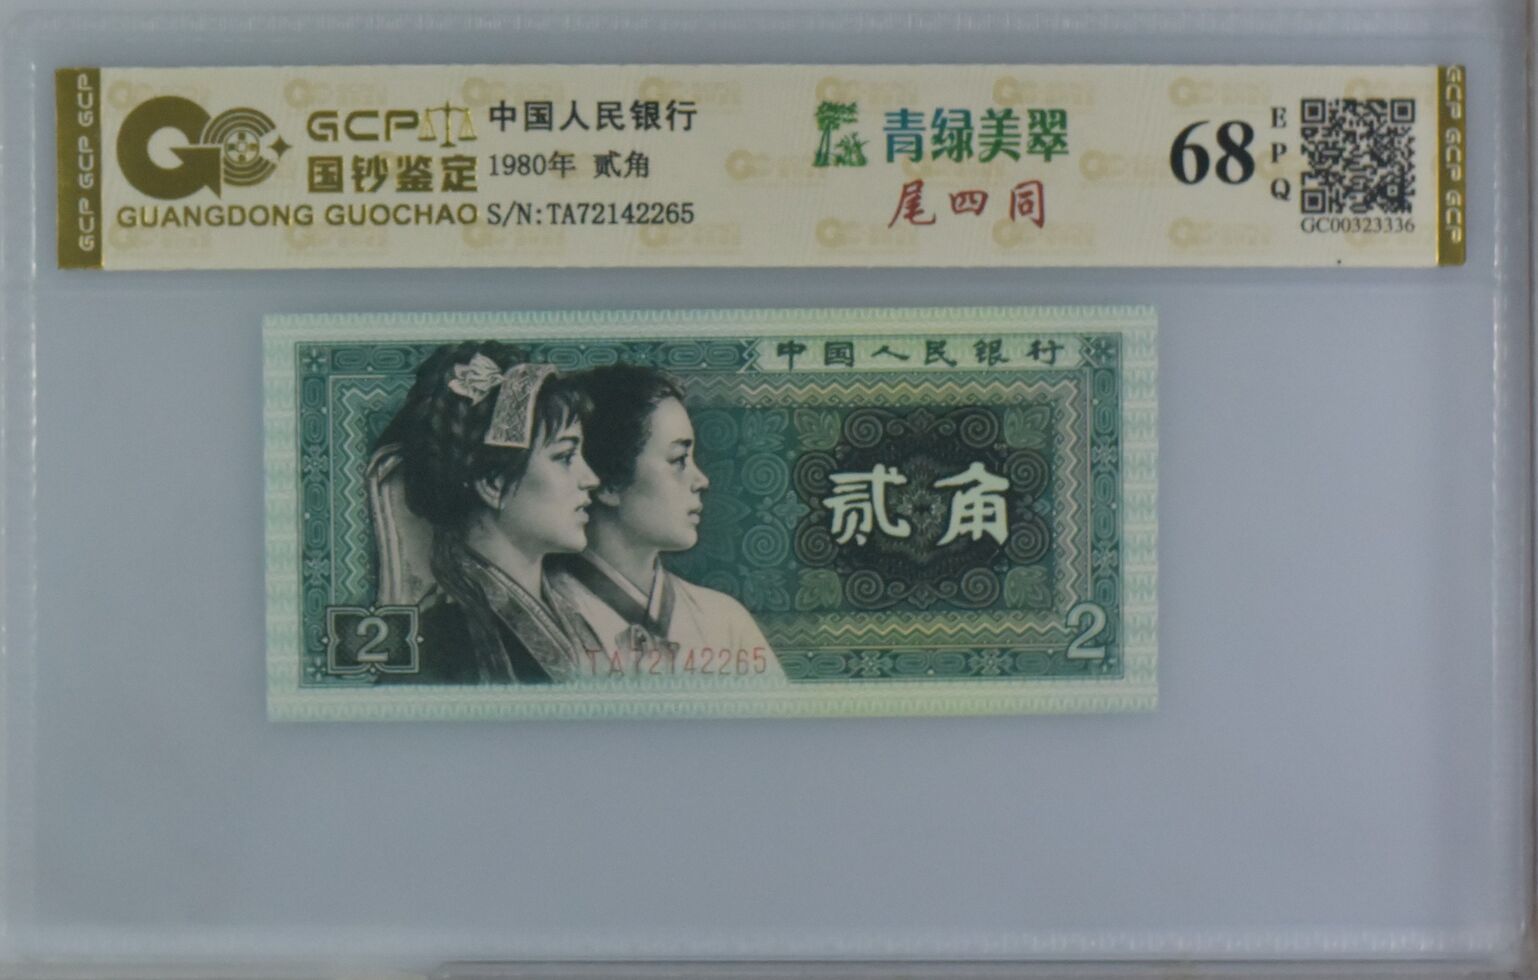 GCP GCP GCP
GCP
国钞鉴定
GUANGDONG GUOCHAO
中国人民银行
1980年 贰角
S/N:TA72142265
青绿美翠
尾四同
68
EPQ
GC00323336
GCP GCP GCP
中国人民银行
贰角
2
2
TA72142265